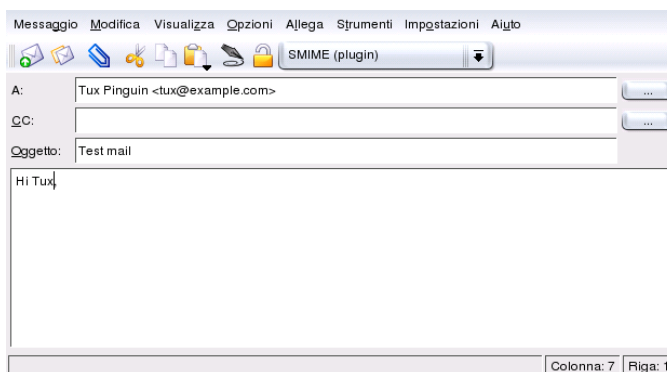 Messaggio Modifica Visualizza Opzioni Allega Strumenti Impostazioni Aiuto
SMIME (plugin)
A: Tux Pinguin <tux@example.com> ...
CC: ...
Oggetto: Test mail
Hi Tux,
Colonna: 7 Riga: 1